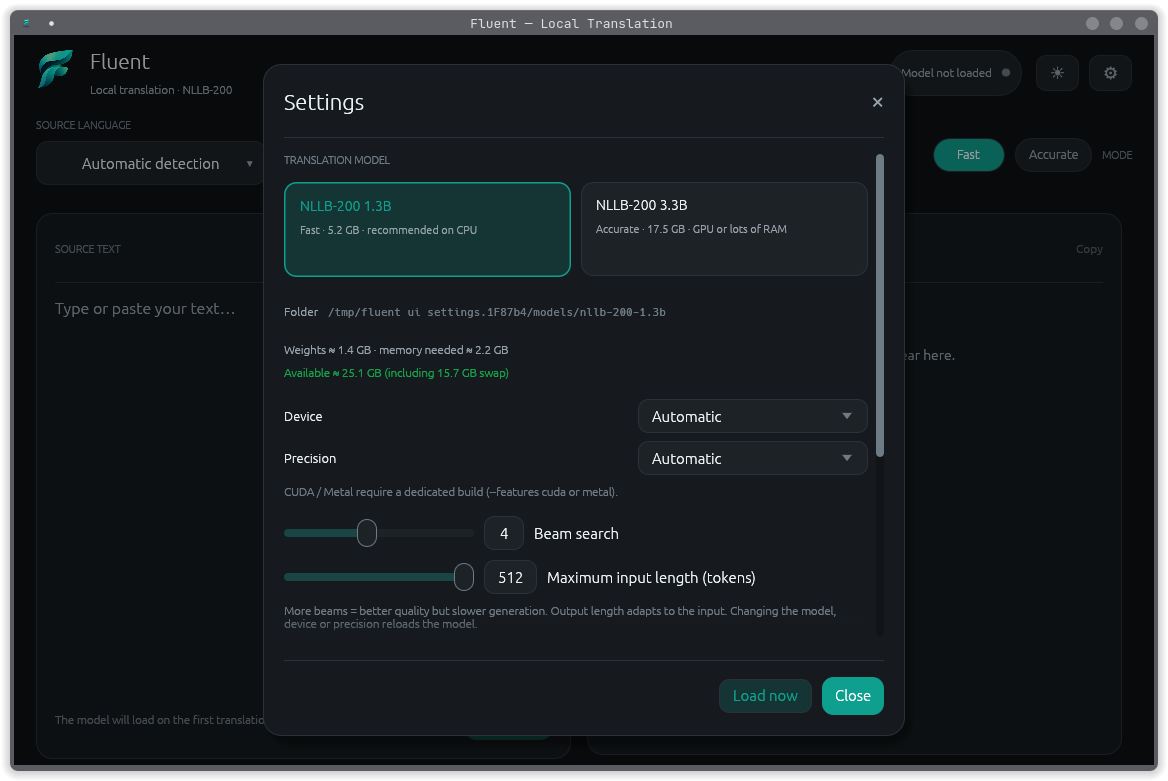 Fluent — Local Translation
Fluent
Local translation · NLLB-200
Model not loaded
SOURCE LANGUAGE
Automatic detection
Fast
Accurate
MODE
SOURCE TEXT
Copy
Type or paste your text…
ear here.
The model will load on the first translatio
Settings
×
TRANSLATION MODEL
NLLB-200 1.3B
Fast · 5.2 GB · recommended on CPU
NLLB-200 3.3B
Accurate · 17.5 GB · GPU or lots of RAM
Folder /tmp/fluent ui settings.1F87b4/models/nllb-200-1.3b
Weights ≈ 1.4 GB · memory needed ≈ 2.2 GB
Available ≈ 25.1 GB (including 15.7 GB swap)
Device
Automatic
Precision
Automatic
CUDA / Metal require a dedicated build (–features cuda or metal).
4
Beam search
512
Maximum input length (tokens)
More beams = better quality but slower generation. Output length adapts to the input. Changing the model,
device or precision reloads the model.
Load now
Close